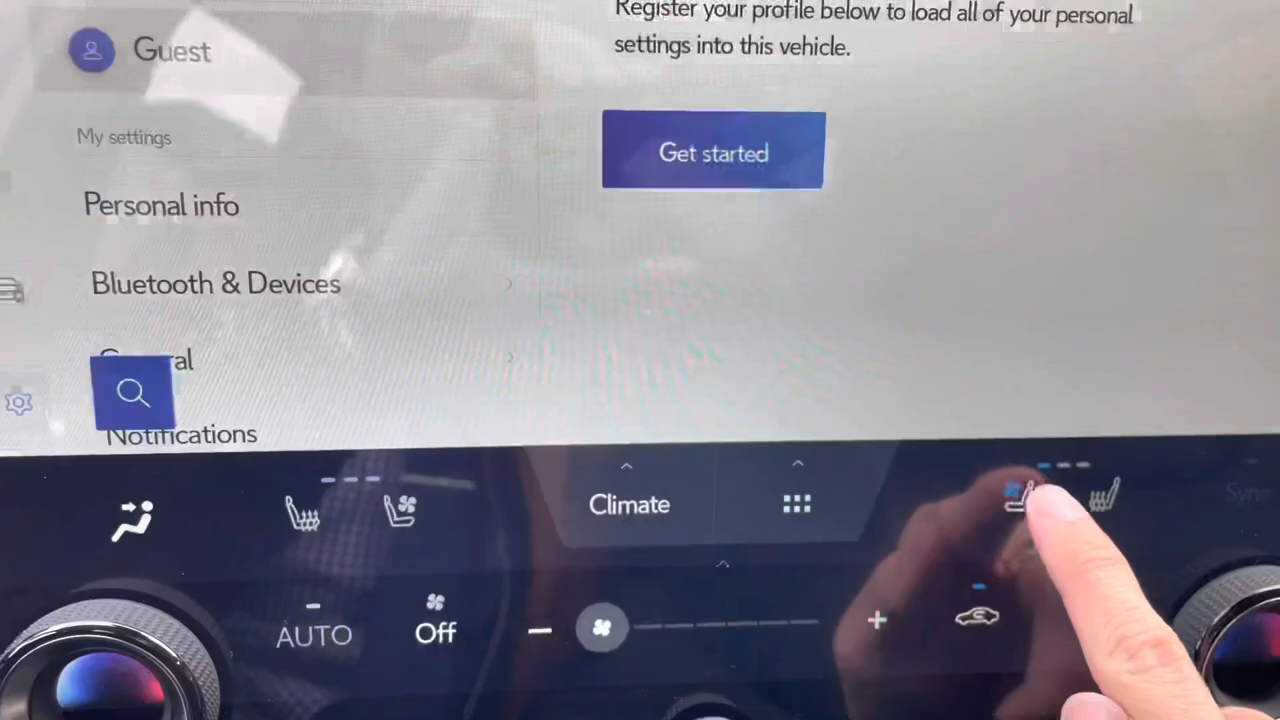 Register your profile below to load all of your personal
settings into this vehicle.
Guest
Get started
My settings
Personal info
Bluetooth & Devices
Notifications
Climate
Sync
AUTO
Off